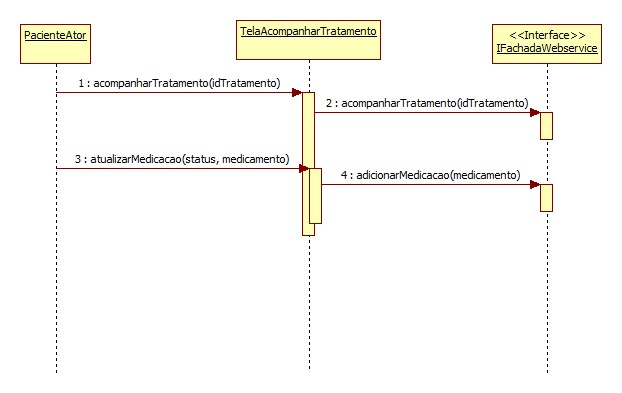 PacienteAtor
TelaAcompanharTratamento
<<Interface>>
IFachadaWebservice
1 : acompanharTratamento(idTratamento)
2 : acompanharTratamento(idTratamento)
3 : atualizarMedicacao(status, medicamento)
4 : adicionarMedicacao(medicamento)